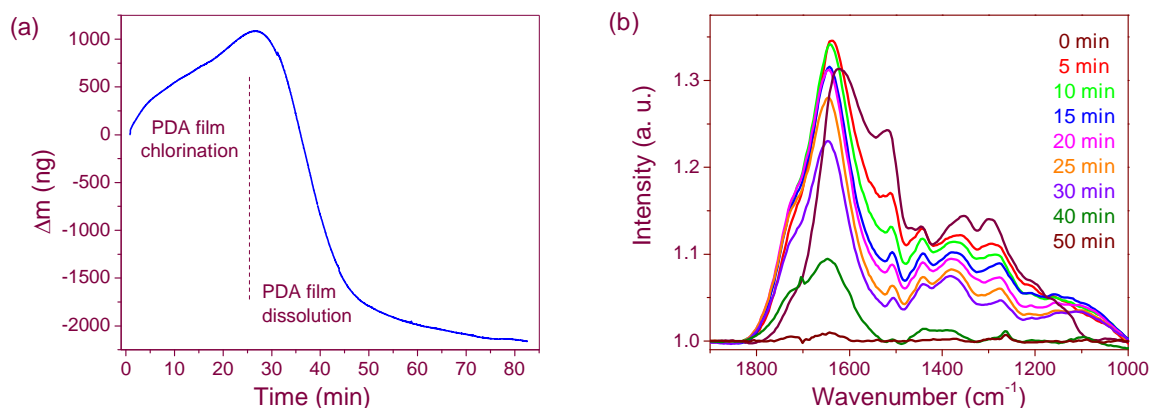 (a)
1000
500
0
-500
-1000
-1500
-2000
Δm (ng)
PDA film
chlorination
PDA film
dissolution
0 10 20 30 40 50 60 70 80
Time (min)
(b)
1.3
1.2
1.1
1.0
Intensity (a. u.)
0 min
5 min
10 min
15 min
20 min
25 min
30 min
40 min
50 min
1800 1600 1400 1200 1000
Wavenumber (cm⁻¹)